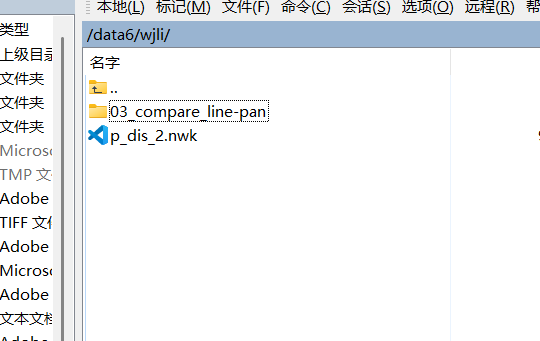 本地(L) 标记(M) 文件(F) 命令(C) 会话(S) 选项(O) 远程(R) 帮
类型
上级目录
文件夹
文件夹
文件夹
Microso
TMP 文
Adobe
TIFF 文件
Adobe
Microso
Adobe
文本文档
Adobe
/data6/wjli/
名字
..
03_compare_line-pan
p_dis_2.nwk